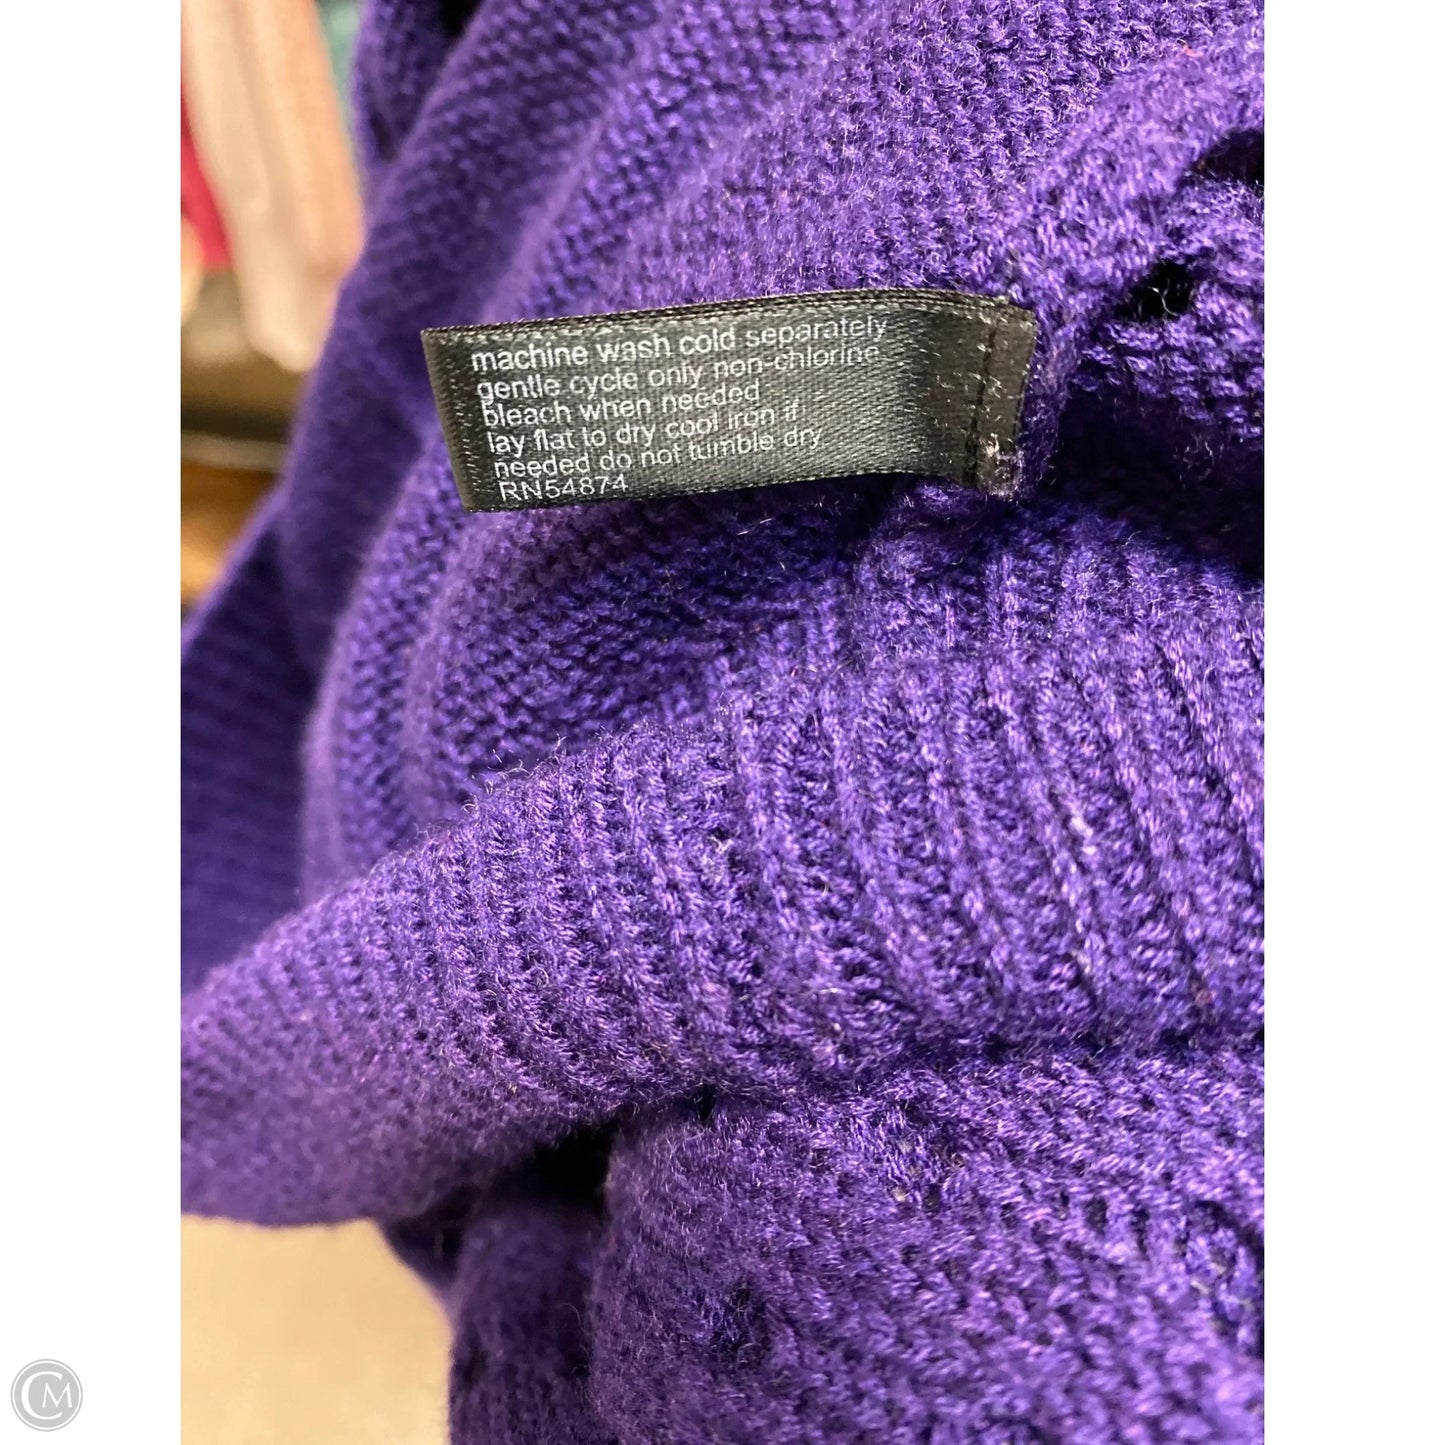 machine wash cold separately
gentle cycle only non-chlorine
bleach when needed
lay flat to dry cool iron if
needed do not tumble dry
RN54874
CM